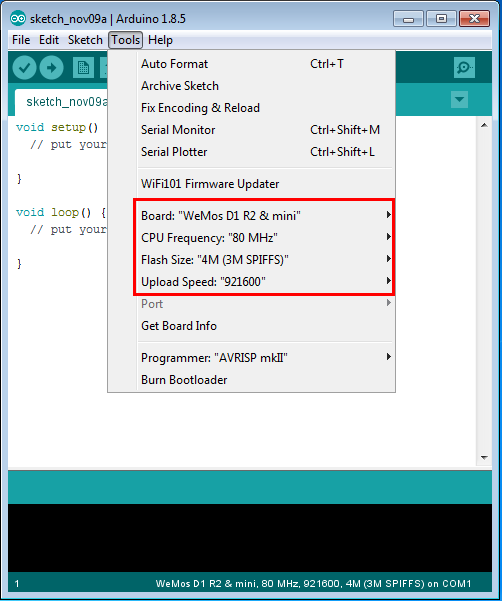 sketch_nov09a | Arduino 1.8.5
File Edit Sketch Tools Help
sketch_nov09a
void setup()
// put your
}
void loop() {
// put your
}
Auto Format Ctrl+T
Archive Sketch
Fix Encoding & Reload
Serial Monitor Ctrl+Shift+M
Serial Plotter Ctrl+Shift+L
WiFi101 Firmware Updater
Board: "WeMos D1 R2 & mini"
CPU Frequency: "80 MHz"
Flash Size: "4M (3M SPIFFS)"
Upload Speed: "921600"
Port
Get Board Info
Programmer: "AVRISP mkII"
Burn Bootloader
1 WeMos D1 R2 & mini, 80 MHz, 921600, 4M (3M SPIFFS) on COM1